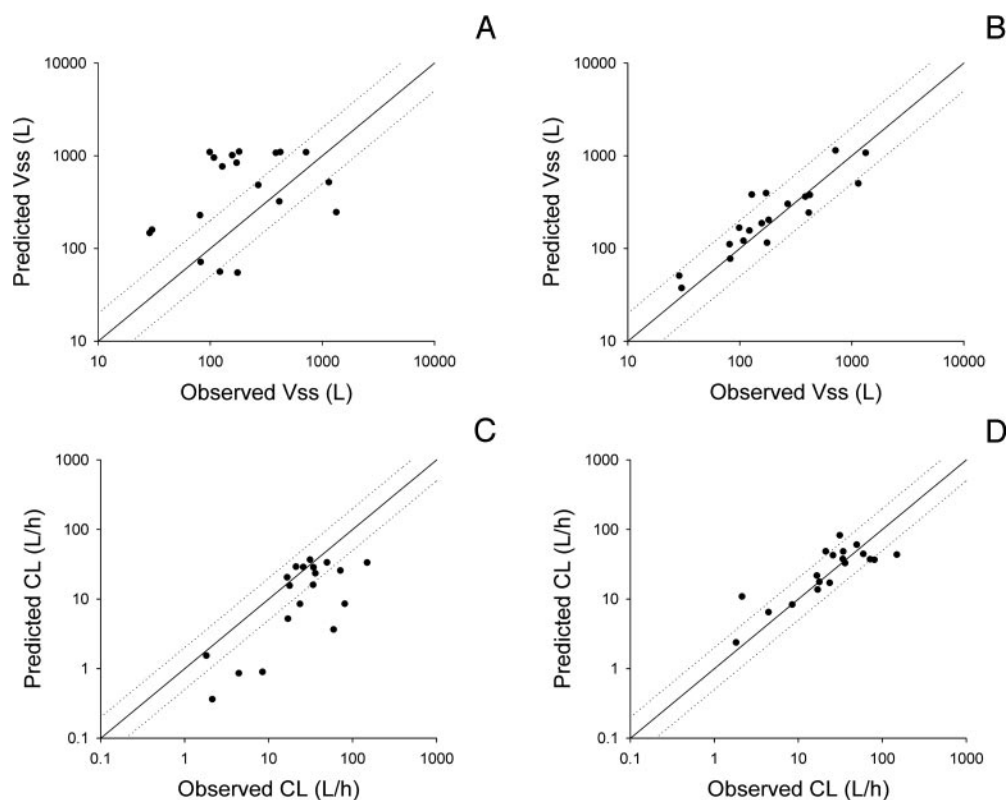 A
B
10000
1000
100
10
Predicted Vss (L)
10 100 1000 10000
Observed Vss (L)
10000
1000
100
10
Predicted Vss (L)
10 100 1000 10000
Observed Vss (L)
C
D
1000
100
10
1
0.1
Predicted CL (L/h)
0.1 1 10 100 1000
Observed CL (L/h)
1000
100
10
1
0.1
Predicted CL (L/h)
0.1 1 10 100 1000
Observed CL (L/h)